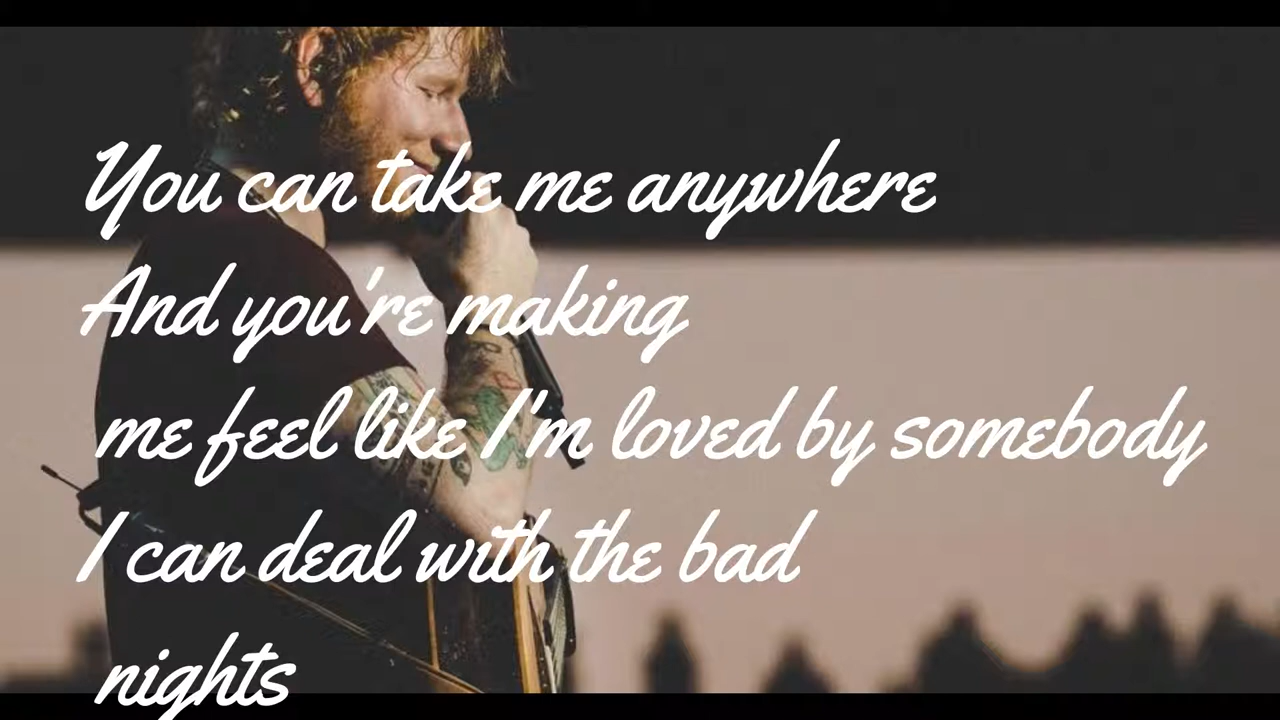 You can take me anywhere
And you're making
me feel like I'm loved by somebody
I can deal with the bad
nights